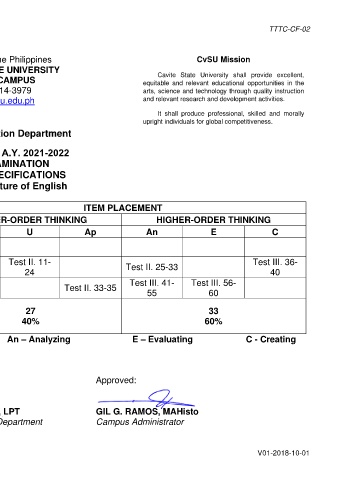 TTTC-CF-02
ne Philippines
E UNIVERSITY
CAMPUS
14-3979
u.edu.ph
CvSU Mission
Cavite State University shall provide excellent,
equitable and relevant educational opportunities in the
arts, science and technology through quality instruction
and relevant research and development activities.
It shall produce professional, skilled and morally
upright individuals for global competitiveness.
tion Department
A.Y. 2021-2022
AMINATION
PECIFICATIONS
ture of English
ITEM PLACEMENT
R-ORDER THINKING HIGHER-ORDER THINKING
U Ap An E C
Test II. 11-24 Test II. 25-33 Test III. 36-40
Test II. 33-35 Test III. 41-55 Test III. 56-60
27 33
40% 60%
An – Analyzing E – Evaluating C - Creating
Approved:
, LPT GIL G. RAMOS, MAHisto
Department Campus Administrator
V01-2018-10-01